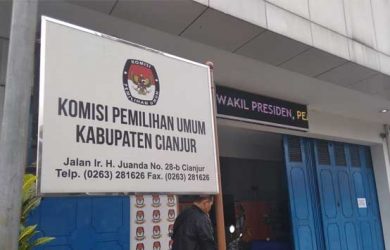 KOMISI PEMILIHAN UMUM
KABUPATEN CIANJUR
Jalan Ir. H. Juanda No. 28-b Cianjur
Telp. (0263) 281626 Fax. (0263) 281626
WAKIL PRESIDEN,